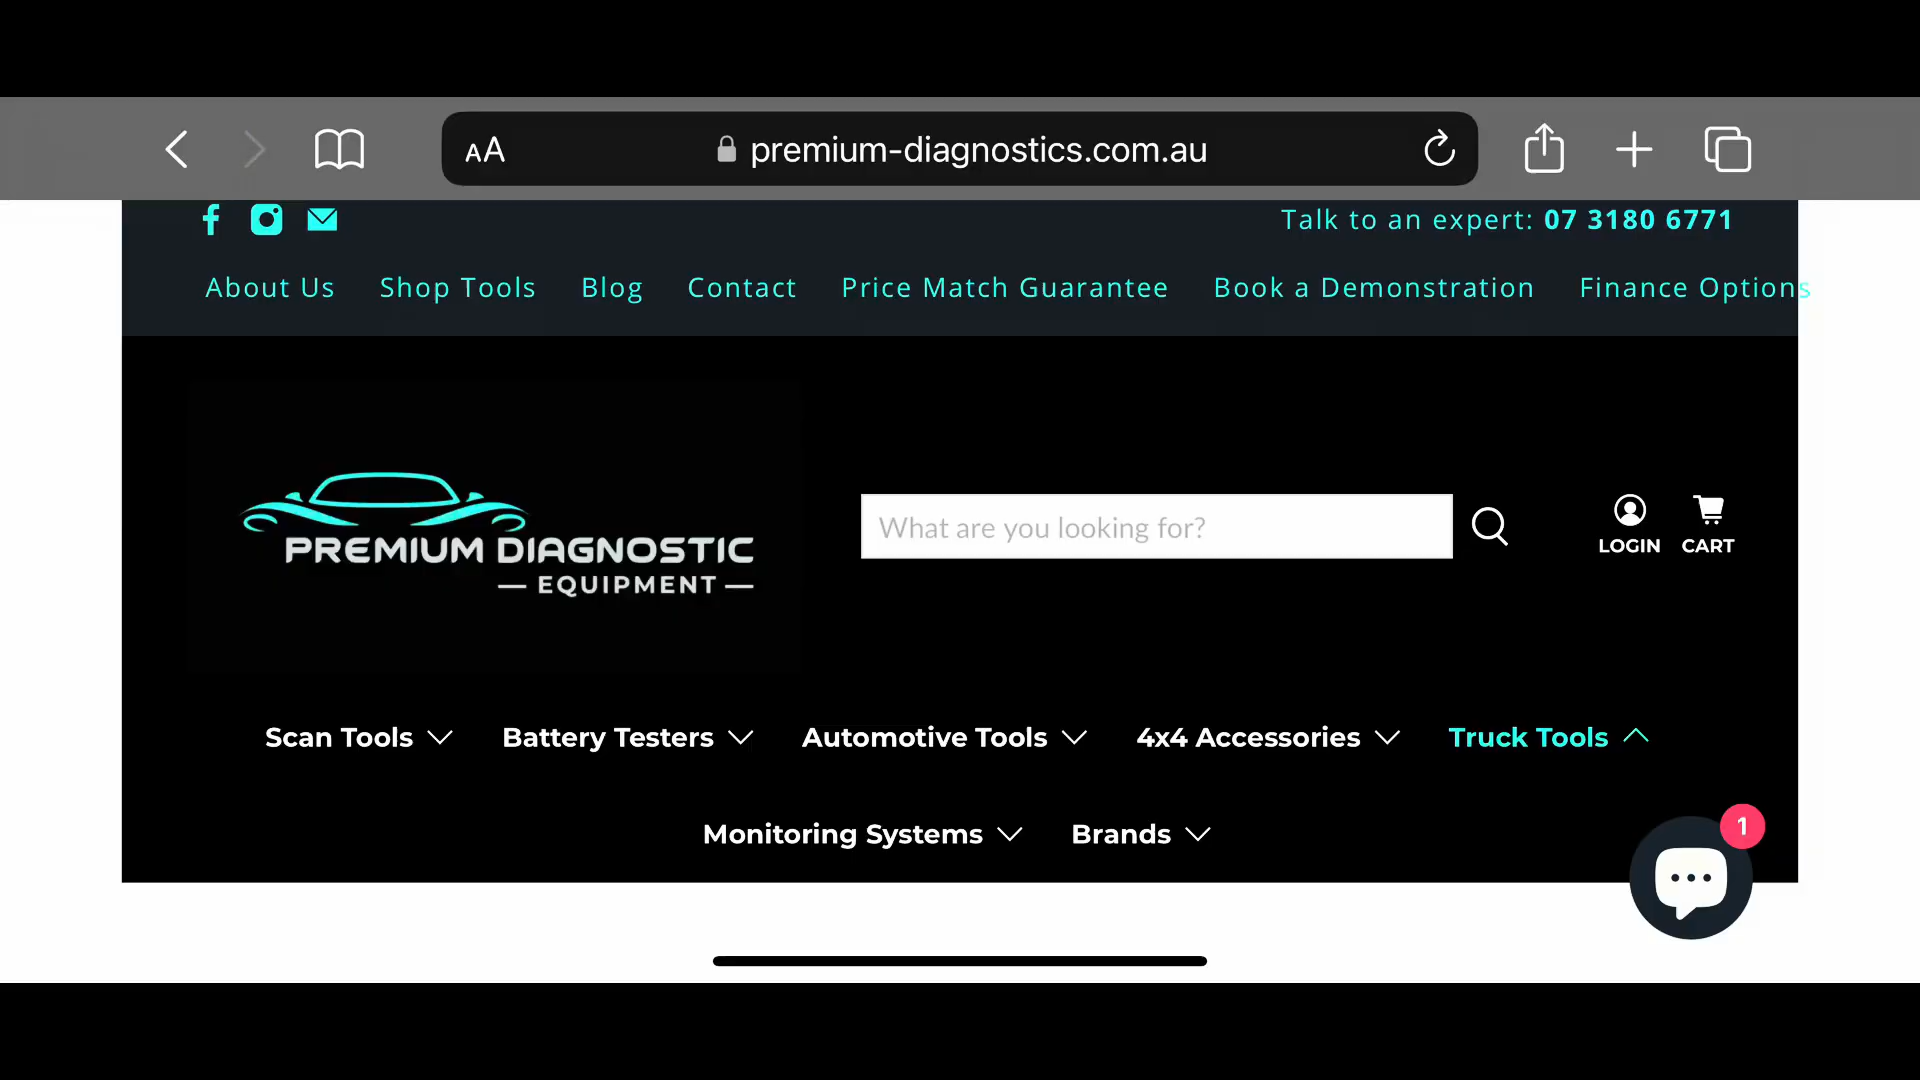 AA premium-diagnostics.com.au
Talk to an expert: 07 3180 6771
About Us Shop Tools Blog Contact Price Match Guarantee Book a Demonstration Finance Options
PREMIUM DIAGNOSTIC
EQUIPMENT
What are you looking for?
LOGIN CART
Scan Tools Battery Testers Automotive Tools 4x4 Accessories Truck Tools
Monitoring Systems Brands
1